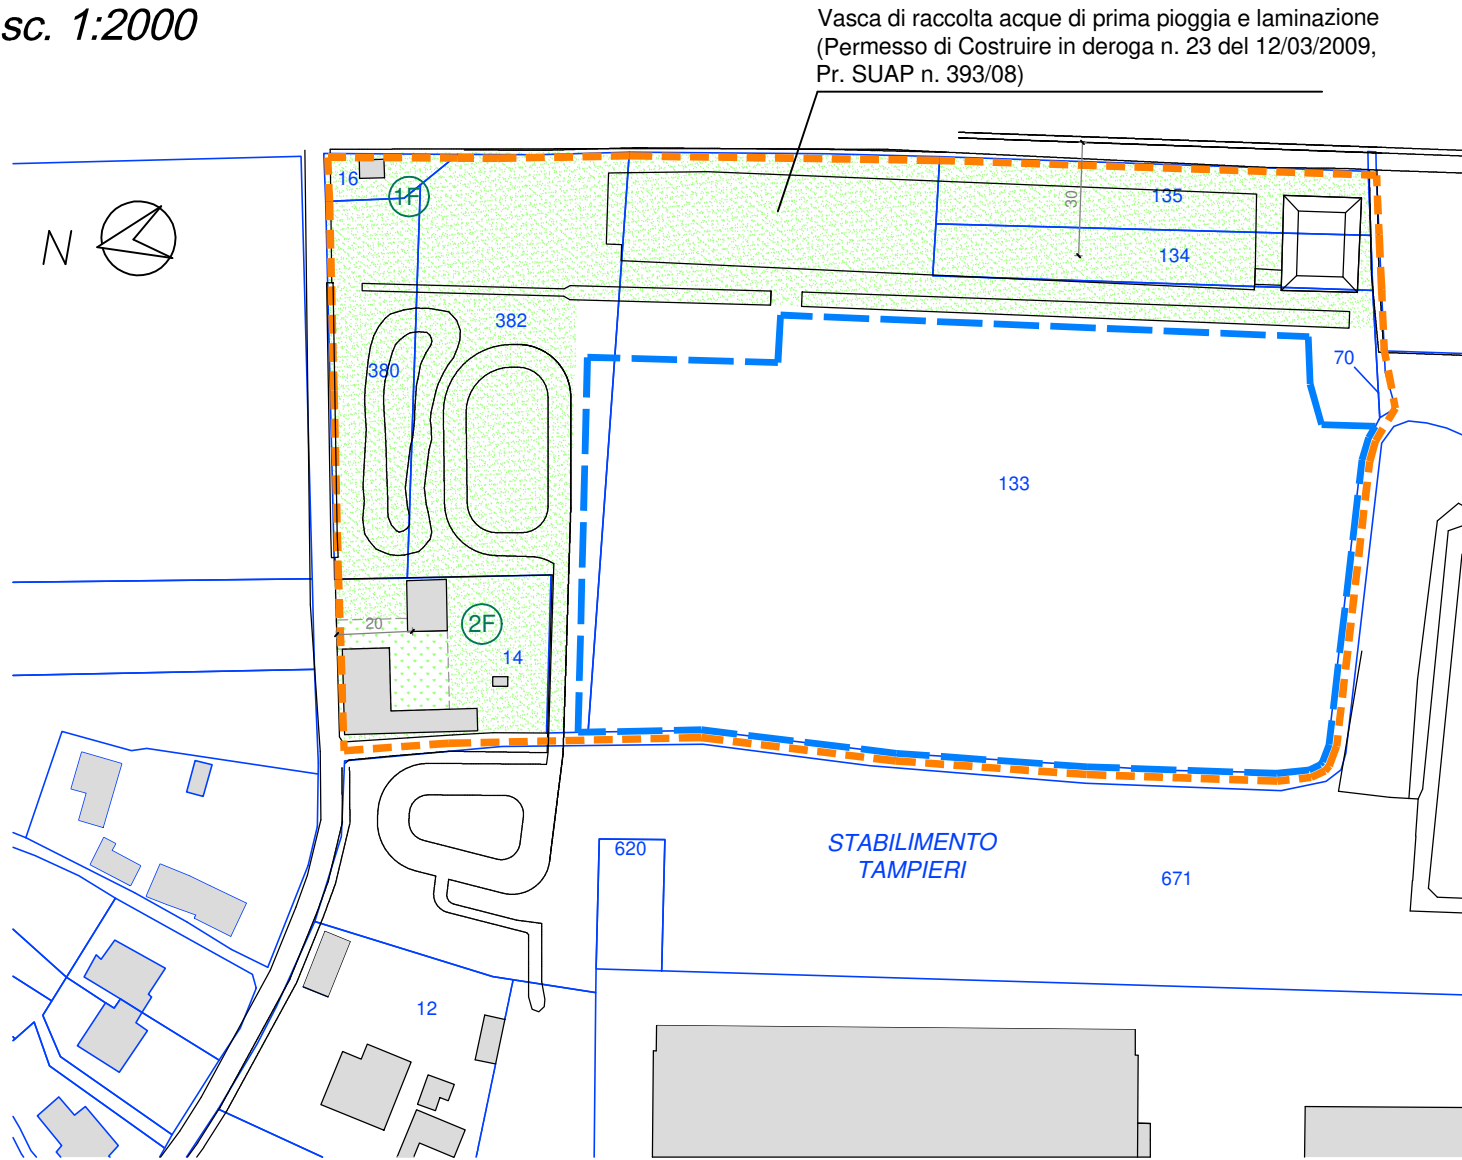 sc. 1:2000
Vasca di raccolta acque di prima pioggia e laminazione
(Permesso di Costruire in deroga n. 23 del 12/03/2009,
Pr. SUAP n. 393/08)
N
16
1F
135
30
134
382
380
70
133
20
2F
14
620
STABILIMENTO
TAMPIERI
671
12